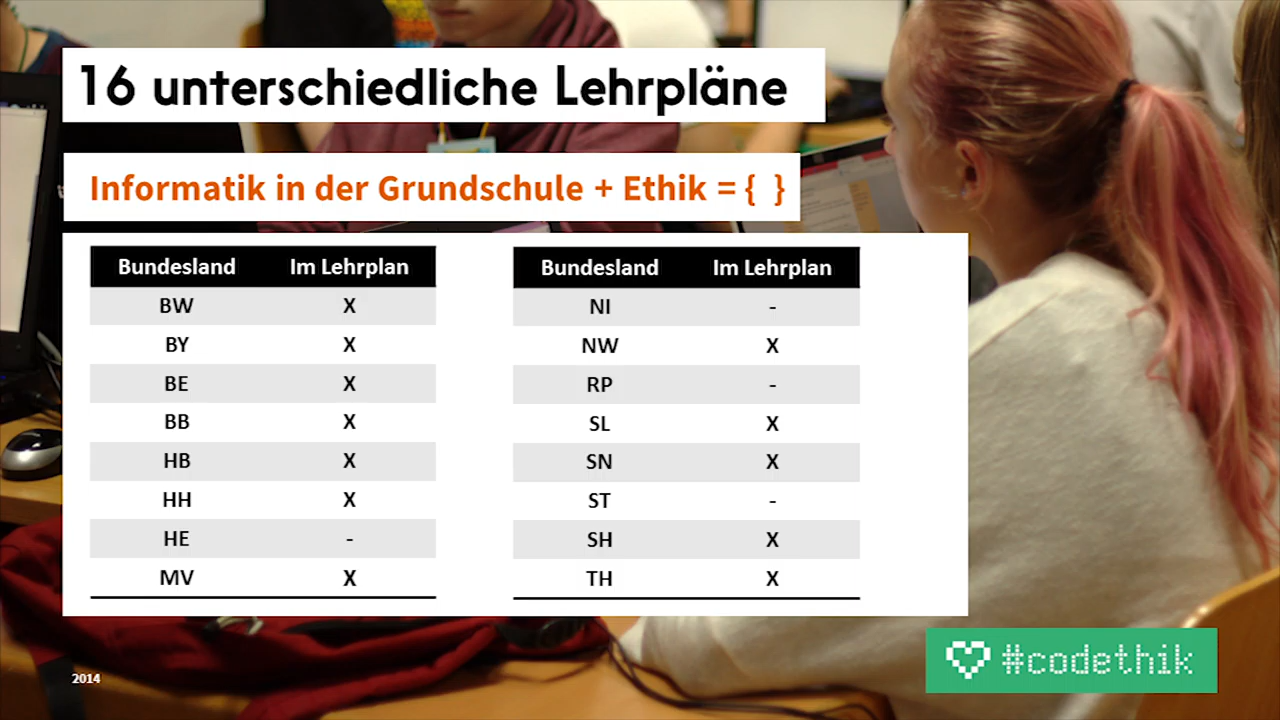 16 unterschiedliche Lehrpläne
Informatik in der Grundschule + Ethik = { }
Bundesland Im Lehrplan
BW X
BY X
BE X
BB X
HB X
HH X
HE -
MV X
Bundesland Im Lehrplan
NI -
NW X
RP -
SL X
SN X
ST -
SH X
TH X
2014
#codethik